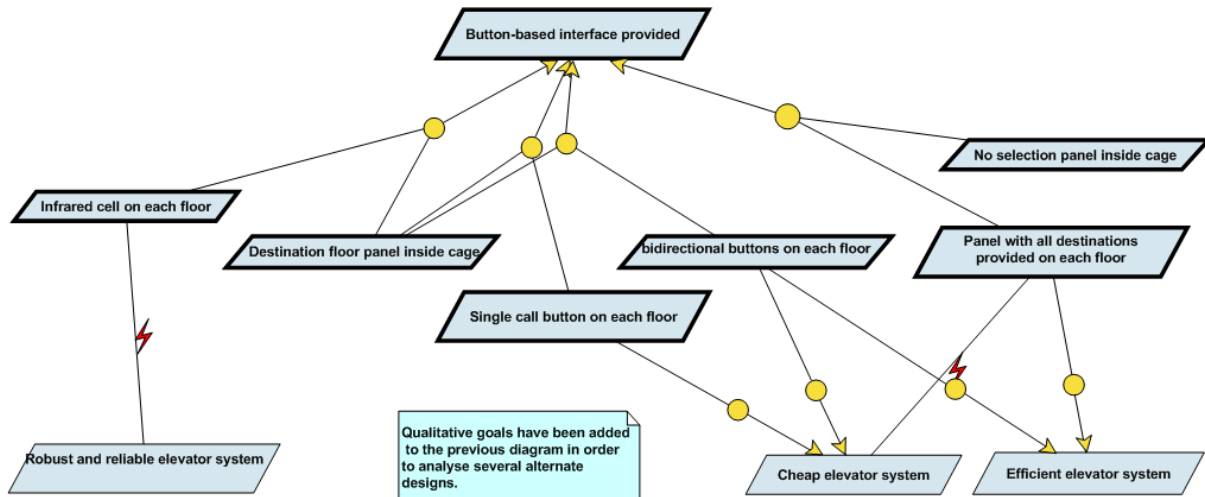 Button-based interface provided
No selection panel inside cage
Infrared cell on each floor
Destination floor panel inside cage
bidirectional buttons on each floor
Panel with all destinations
provided on each floor
Single call button on each floor
Qualitative goals have been added
to the previous diagram in order
to analyse several alternate
designs.
Robust and reliable elevator system
Cheap elevator system
Efficient elevator system